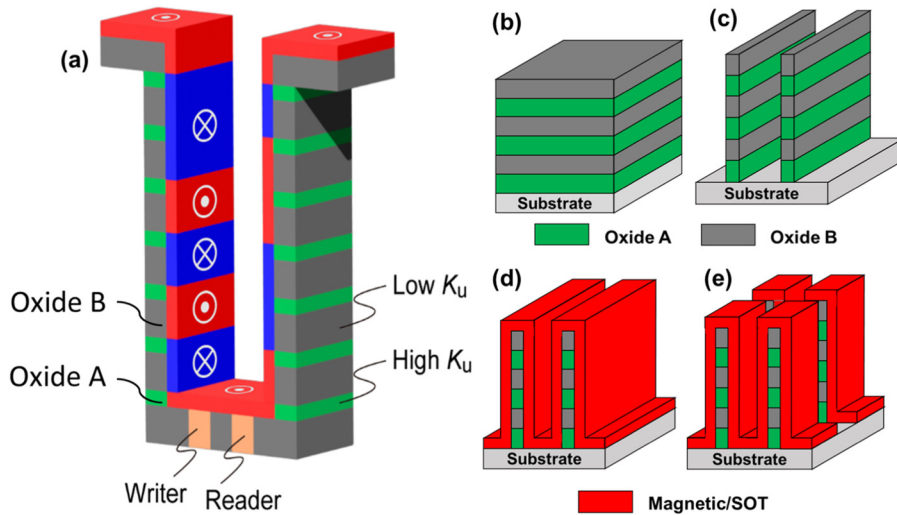 (a)
Oxide B
Oxide A
Low Ku
High Ku
Writer
Reader
(b)
(c)
Substrate
Substrate
Oxide A
Oxide B
(d)
(e)
Substrate
Substrate
Magnetic/SOT